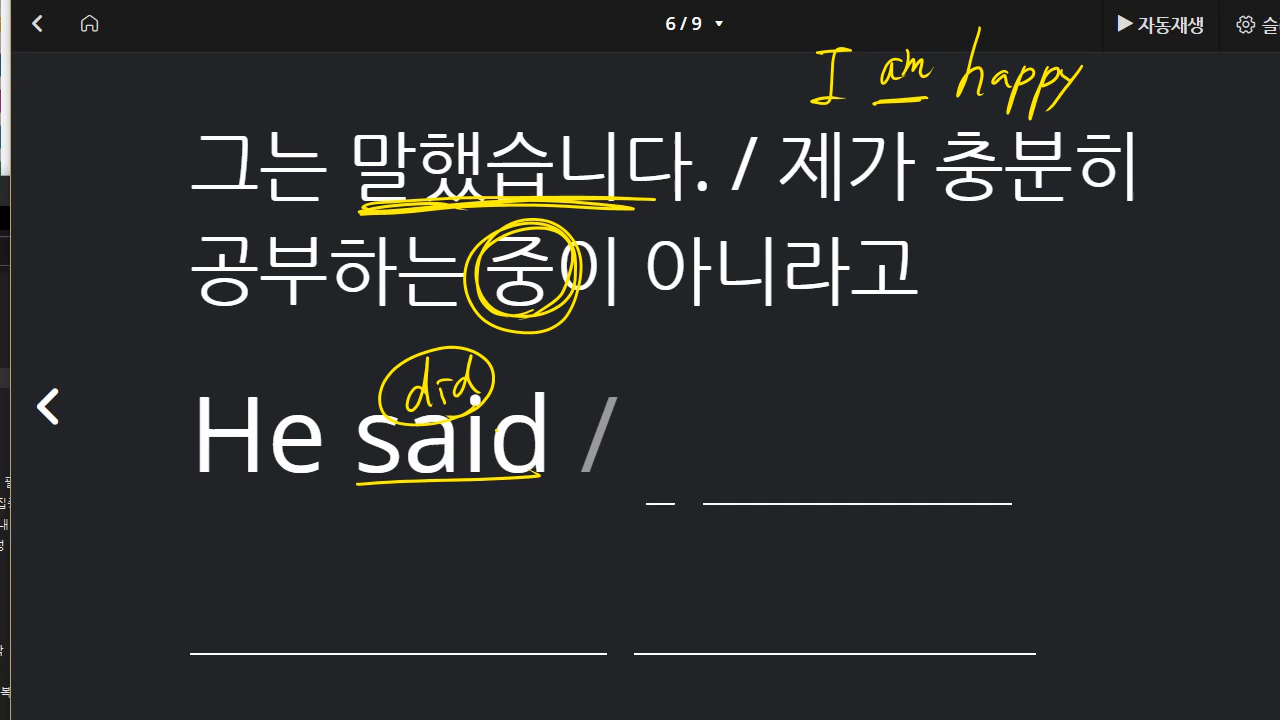 6 / 9
자동재생
I am happy
그는 말했습니다. / 제가 충분히
공부하는 중이 아니라고
did
He said /